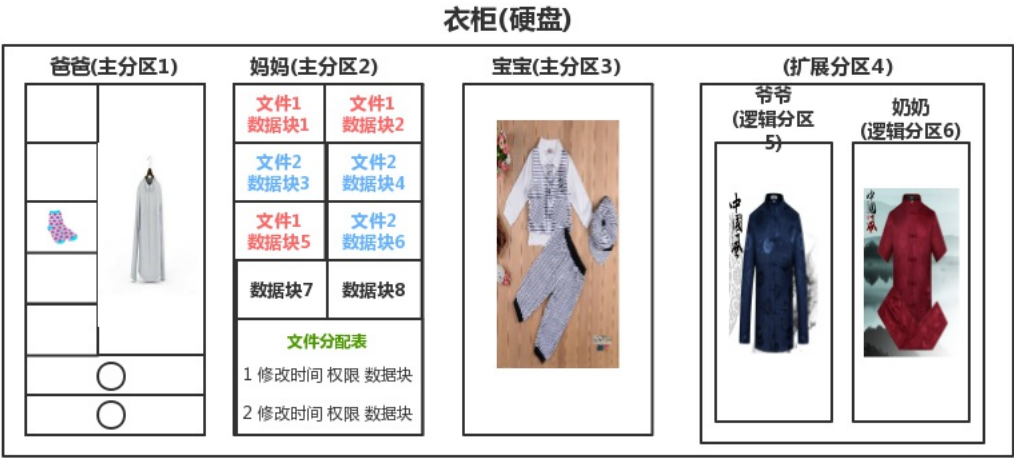 衣柜(硬盘)
爸爸(主分区1)
妈妈(主分区2)
宝宝(主分区3)
(扩展分区4)
文件1
数据块1
文件1
数据块2
文件2
数据块3
文件2
数据块4
文件1
数据块5
文件2
数据块6
数据块7
数据块8
文件分配表
1 修改时间 权限 数据块
2 修改时间 权限 数据块
爷爷
(逻辑分区
5)
奶奶
(逻辑分区6)
中國風
中國風